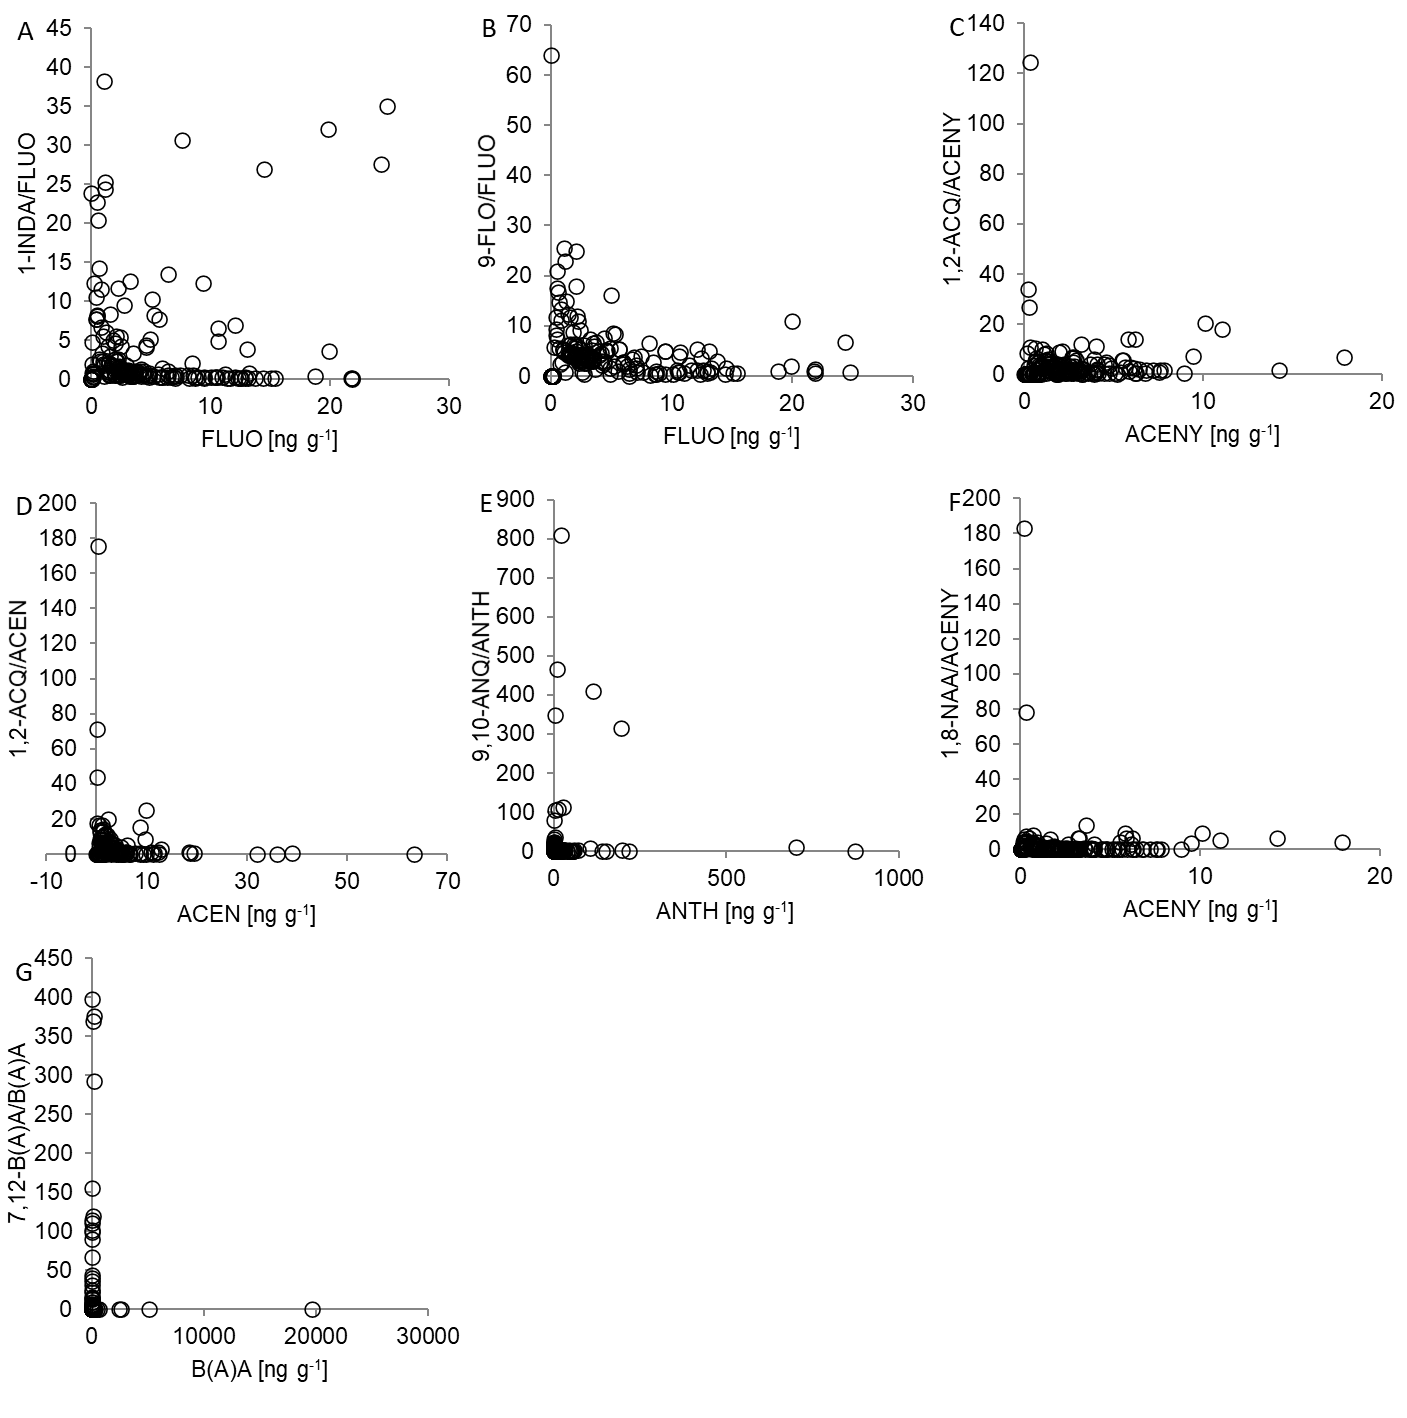 A
45
40
35
30
25
20
15
10
5
0
1-INDA/FLUO
0 10 20 30
FLUO [ng g-1]
B
70
60
50
40
30
20
10
0
9-FLO/FLUO
0 10 20 30
FLUO [ng g-1]
C
140
120
100
80
60
40
20
0
1,2-ACQ/ACENY
0 10 20
ACENY [ng g-1]
D
200
180
160
140
120
100
80
60
40
20
0
1,2-ACQ/ACEN
-10 10 30 50 70
ACEN [ng g-1]
E
900
800
700
600
500
400
300
200
100
0
9,10-ANQ/ANTH
0 500 1000
ANTH [ng g-1]
F
200
180
160
140
120
100
80
60
40
20
0
1,8-NAA/ACENY
0 10 20
ACENY [ng g-1]
G
450
400
350
300
250
200
150
100
50
0
7,12-B(A)A/B(A)A
0 10000 20000 30000
B(A)A [ng g-1]